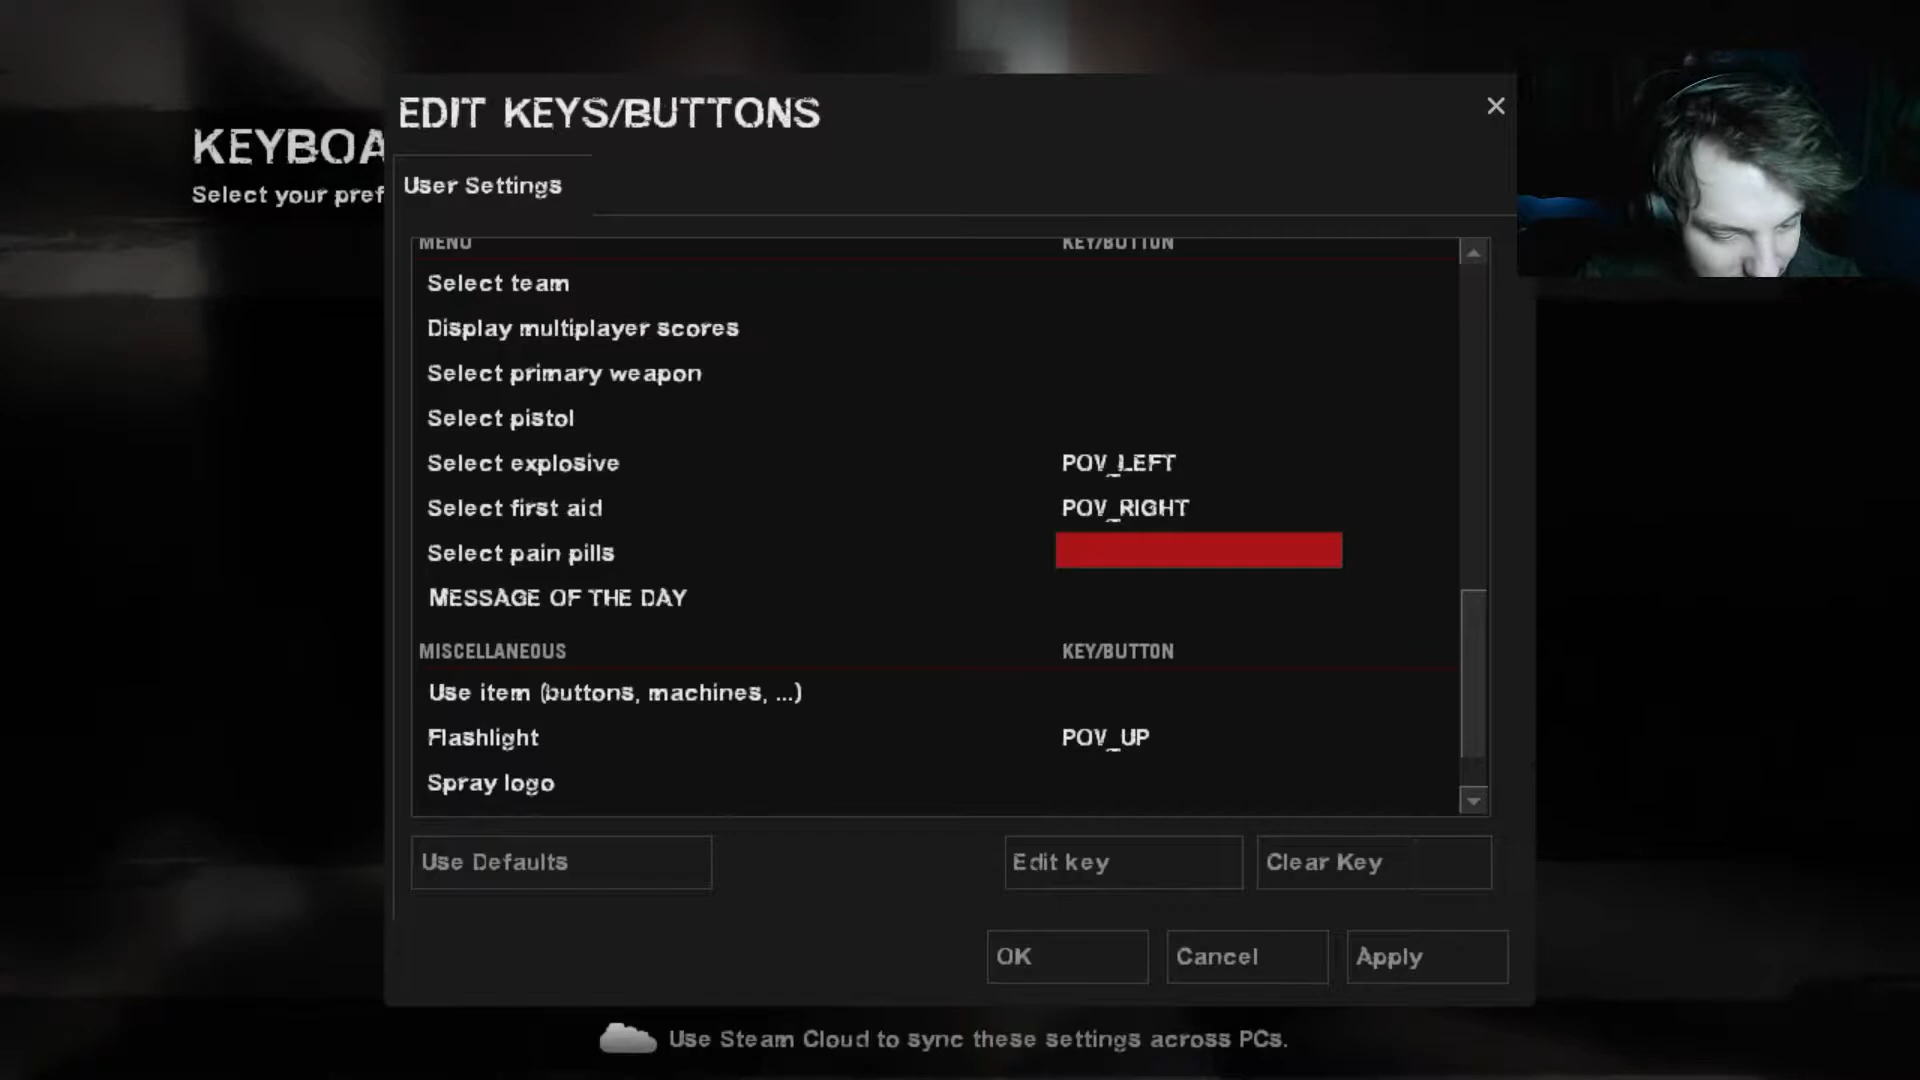 EDIT KEYS/BUTTONS
KEYBOA
Select your pref
User Settings
MENU KEY/BUTTON
Select team
Display multiplayer scores
Select primary weapon
Select pistol
Select explosive POV_LEFT
Select first aid POV_RIGHT
Select pain pills
MESSAGE OF THE DAY
MISCELLANEOUS KEY/BUTTON
Use item (buttons, machines, ...)
Flashlight POV_UP
Spray logo
Use Defaults Edit key Clear Key
OK Cancel Apply
Use Steam Cloud to sync these settings across PCs.